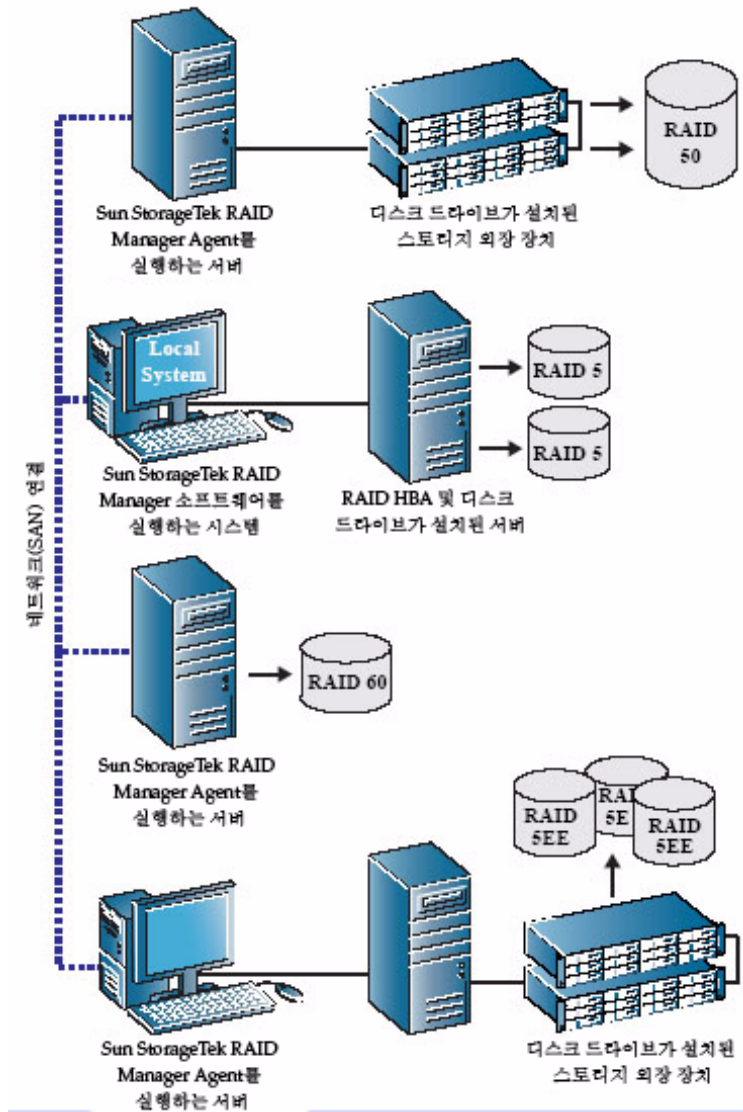 RAID
50
Sun StorageTek RAID
Manager Agent를
실행하는 서버
디스크 드라이브가 설치된
스토리지 외장 장치
Local
System
RAID 5
RAID 5
Sun StorageTek RAID
Manager 소프트웨어를
실행하는 시스템
RAID HBA 및 디스크
드라이브가 설치된 서버
네트워크(SAN) 연결
RAID 60
Sun StorageTek RAID
Manager Agent를
실행하는 서버
RAID
5EE
RAI
5E
RAID
5EE
Sun StorageTek RAID
Manager Agent를
실행하는 서버
디스크 드라이브가 설치된
스토리지 외장 장치